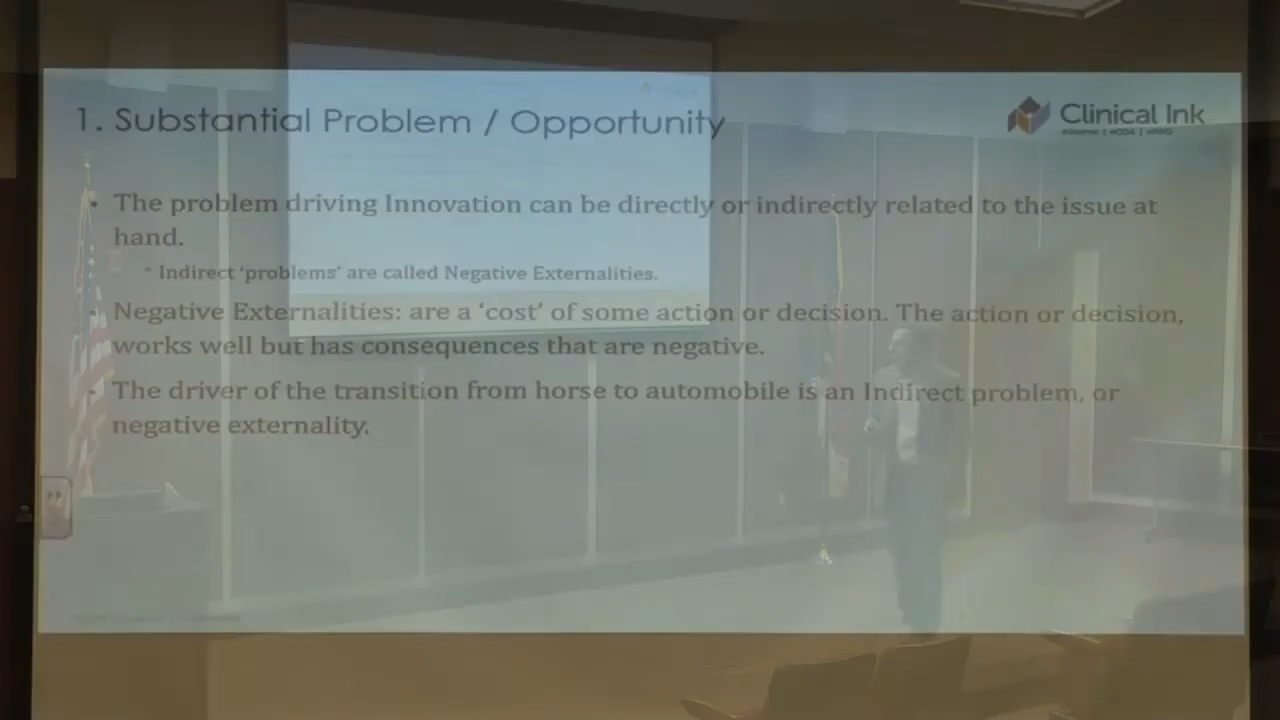 1. Substantial Problem / Opportunity
Clinical Ink
The problem driving Innovation can be directly or indirectly related to the issue at
hand.
Indirect 'problems' are called Negative Externalities.
Negative Externalities: are a 'cost' of some action or decision. The action or decision,
works well but has consequences that are negative.
The driver of the transition from horse to automobile is an Indirect problem, or
negative externality.